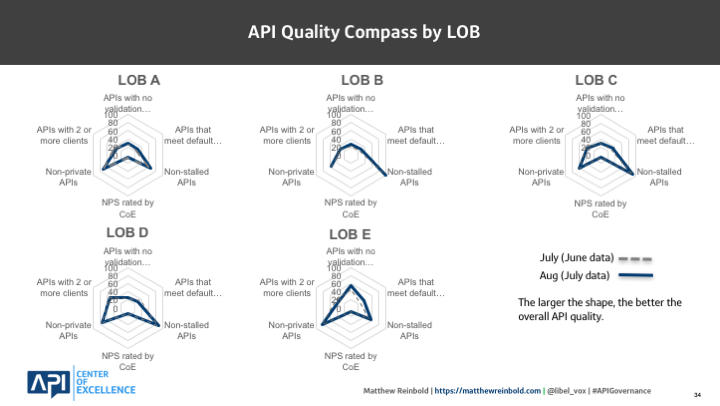 API Quality Compass by LOB
LOB A
APIs with no
validation…
100
80
60
40
20
0
APIs that
meet default…
Non-stalled
APIs
NPS rated by
CoE
Non-private
APIs
APIs with 2 or
more clients
LOB B
APIs with no
validation…
100
80
60
40
20
0
APIs that
meet default…
Non-stalled
APIs
NPS rated by
CoE
Non-private
APIs
APIs with 2 or
more clients
LOB C
APIs with no
validation…
100
80
60
40
20
0
APIs that
meet default…
Non-stalled
APIs
NPS rated by
CoE
Non-private
APIs
APIs with 2 or
more clients
LOB D
APIs with no
validation…
100
80
60
40
20
0
APIs that
meet default…
Non-stalled
APIs
NPS rated by
CoE
Non-private
APIs
APIs with 2 or
more clients
LOB E
APIs with no
validation…
100
80
60
40
20
0
APIs that
meet default…
Non-stalled
APIs
NPS rated by
CoE
Non-private
APIs
APIs with 2 or
more clients
July (June data)
Aug (July data)
The larger the shape, the better the
overall API quality.
API
CENTER
OF
EXCELLENCE
Matthew Reinbold | https://matthewreinbold.com | @libel_vox | #APIGovernance
34